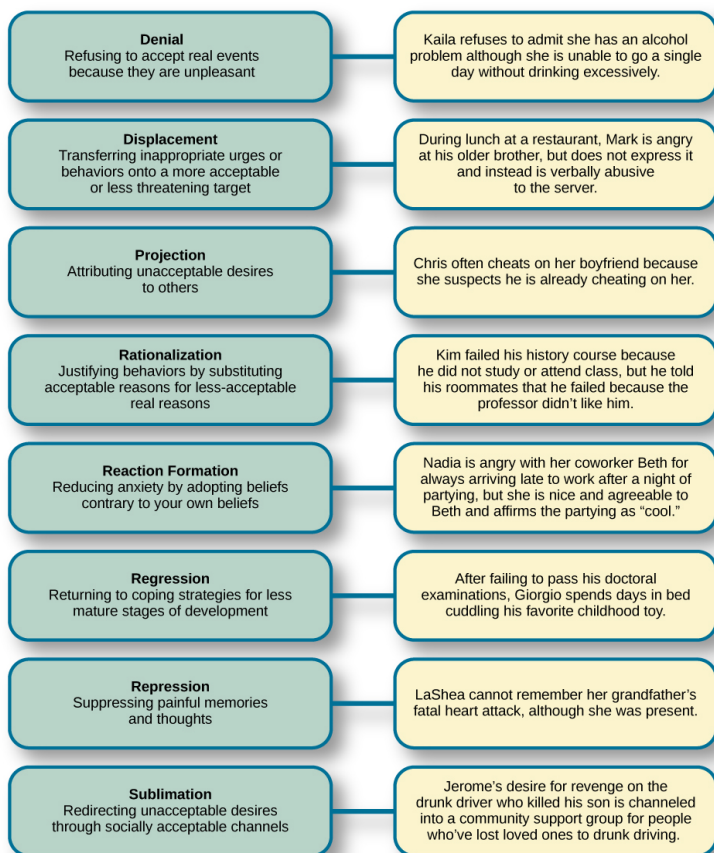 Denial
Refusing to accept real events
because they are unpleasant
Kaila refuses to admit she has an alcohol
problem although she is unable to go a single
day without drinking excessively.
Displacement
Transferring inappropriate urges or
behaviors onto a more acceptable
or less threatening target
During lunch at a restaurant, Mark is angry
at his older brother, but does not express it
and instead is verbally abusive
to the server.
Projection
Attributing unacceptable desires
to others
Chris often cheats on her boyfriend because
she suspects he is already cheating on her.
Rationalization
Justifying behaviors by substituting
acceptable reasons for less-acceptable
real reasons
Kim failed his history course because
he did not study or attend class, but he told
his roommates that he failed because the
professor didn’t like him.
Reaction Formation
Reducing anxiety by adopting beliefs
contrary to your own beliefs
Nadia is angry with her coworker Beth for
always arriving late to work after a night of
partying, but she is nice and agreeable to
Beth and affirms the partying as “cool.”
Regression
Returning to coping strategies for less
mature stages of development
After failing to pass his doctoral
examinations, Giorgio spends days in bed
cuddling his favorite childhood toy.
Repression
Suppressing painful memories
and thoughts
LaShea cannot remember her grandfather’s
fatal heart attack, although she was present.
Sublimation
Redirecting unacceptable desires
through socially acceptable channels
Jerome’s desire for revenge on the
drunk driver who killed his son is channeled
into a community support group for people
who’ve lost loved ones to drunk driving.